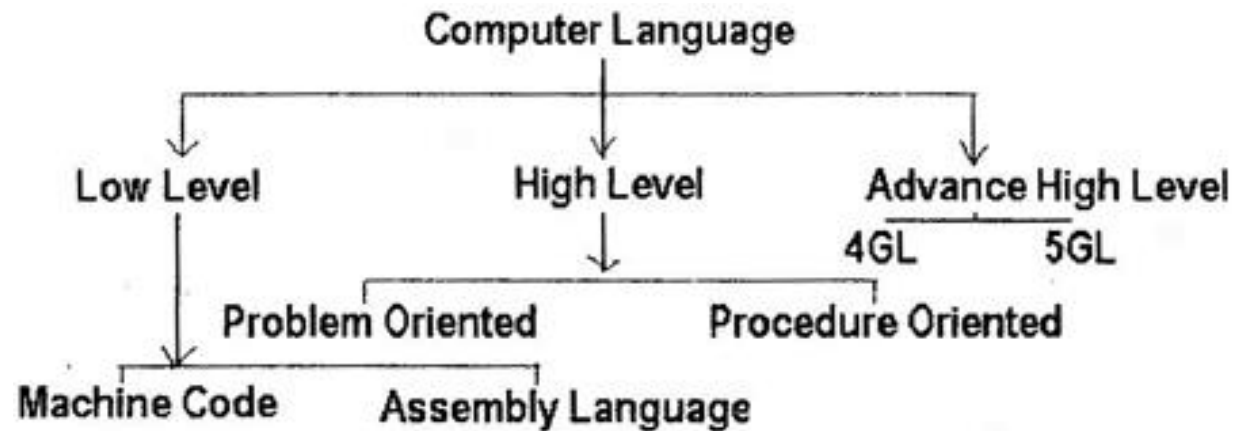 Computer Language
Low Level High Level Advance High Level
4GL 5GL
Problem Oriented Procedure Oriented
Machine Code Assembly Language